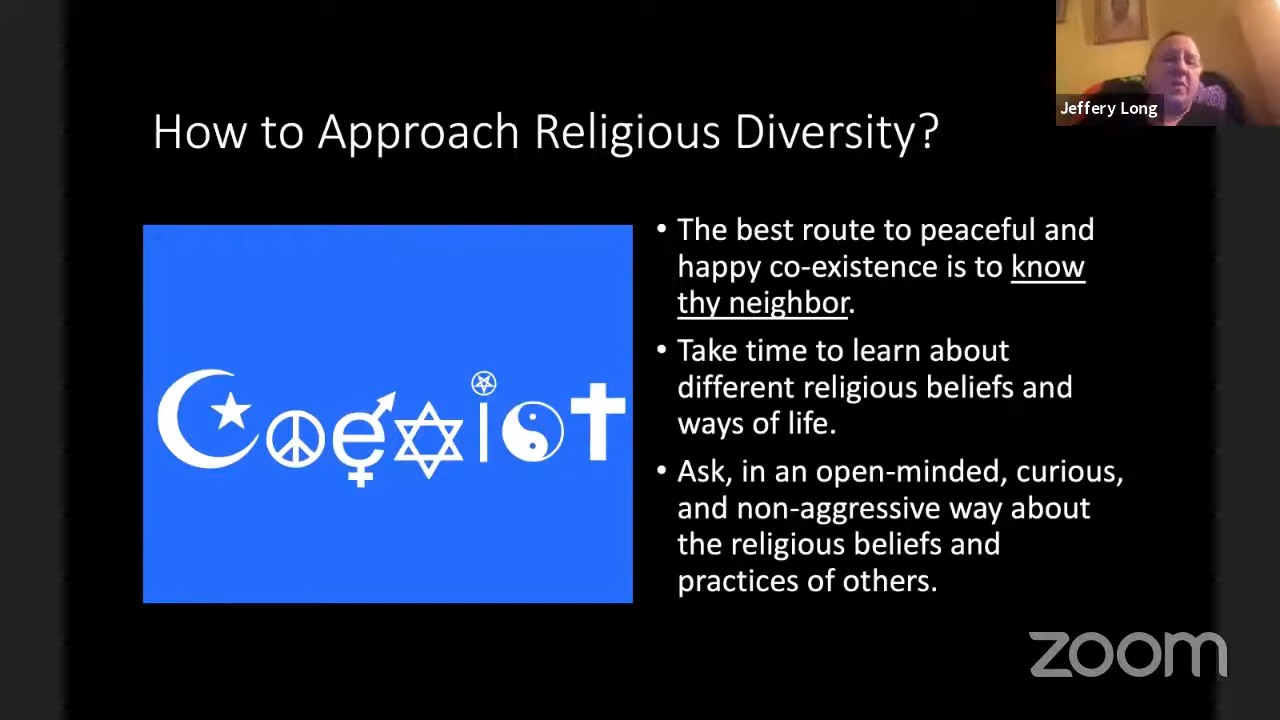 Jeffery Long
How to Approach Religious Diversity?
Coexist
• The best route to peaceful and
happy co-existence is to know
thy neighbor.
• Take time to learn about
different religious beliefs and
ways of life.
• Ask, in an open-minded, curious,
and non-aggressive way about
the religious beliefs and
practices of others.
zoom